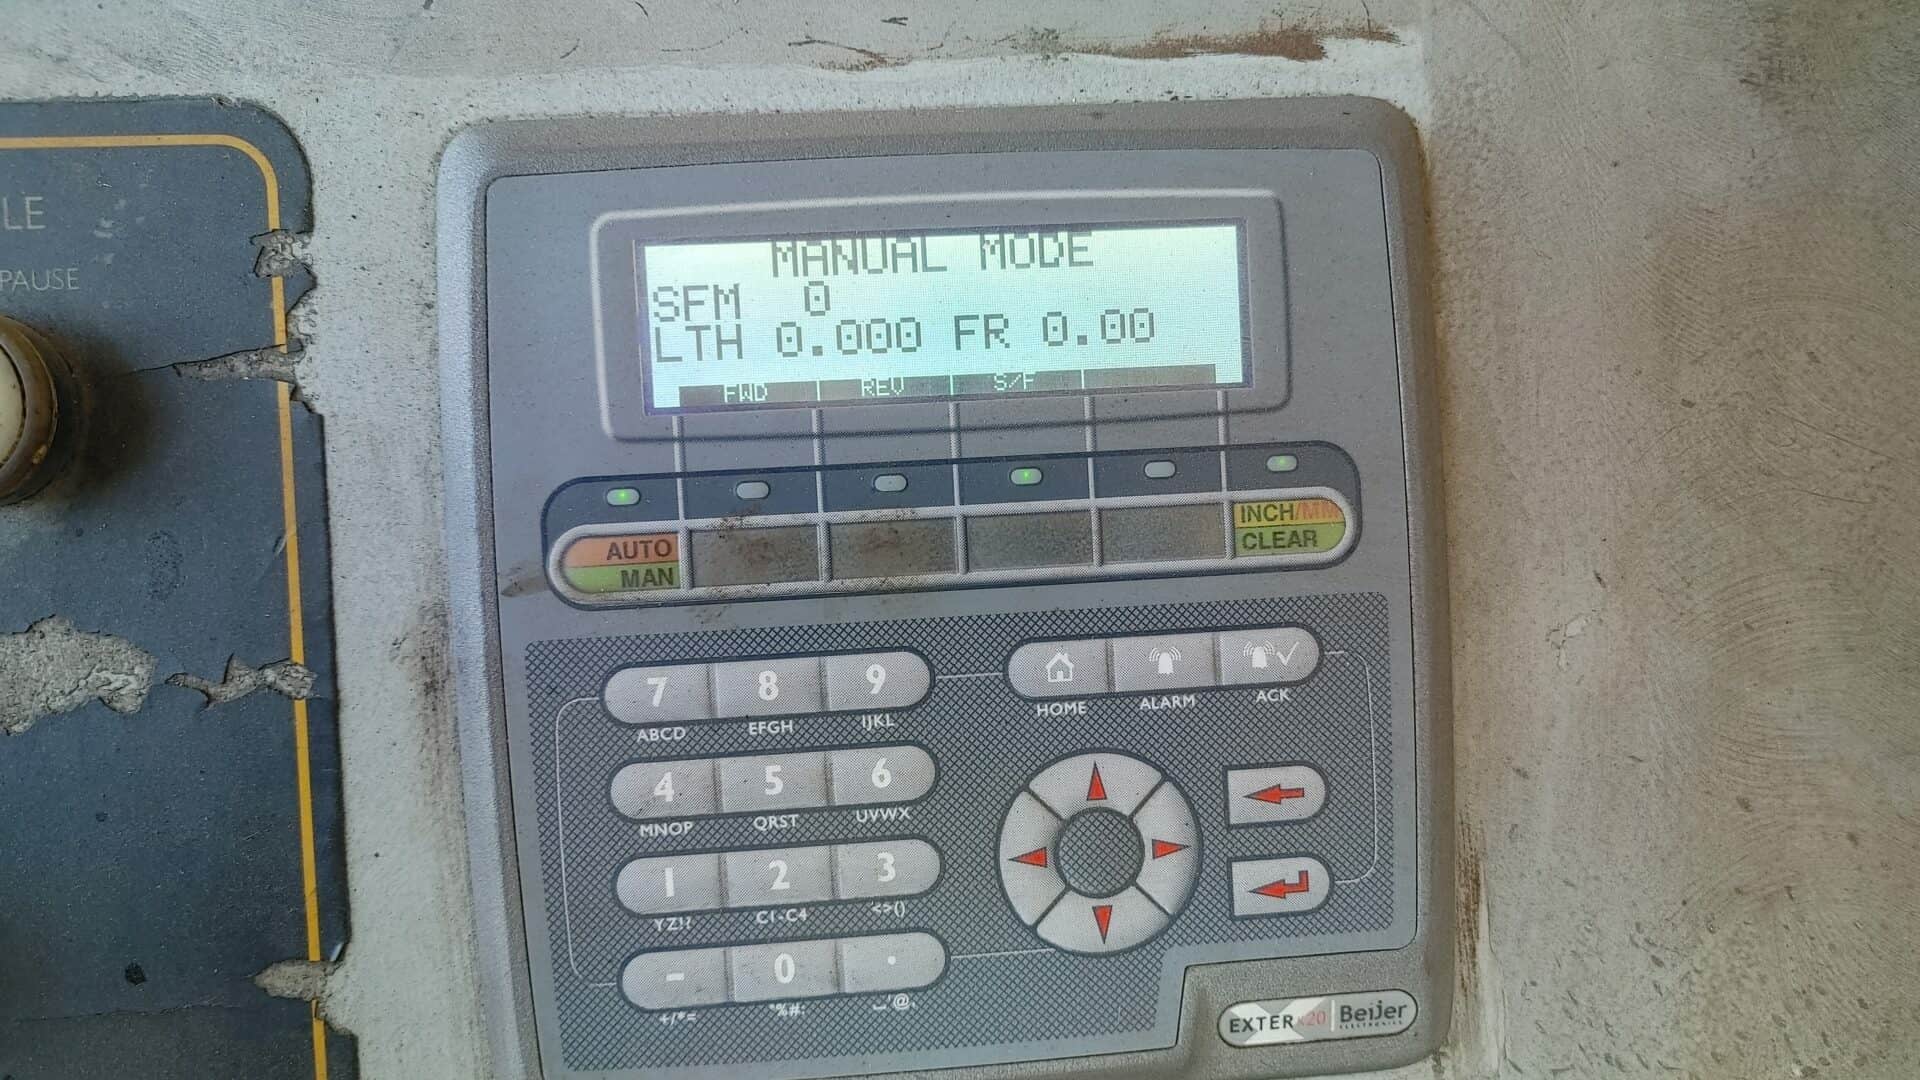 LE
PAUSE
MANUAL MODE
SFM 0
LTH 0.000 FR 0.00
FWD REV S/F
AUTO
MAN
INCH/MM
CLEAR
7 8 9
ABCD EFGH IJKL
HOME ALARM ACK
4 5 6
MNOP QRST UVWX
1 2 3
YZ!? C1-C4 <>()
- 0 .
+/*= °%#: _'@,
EXTER x20 Beijer
ELECTRONICS